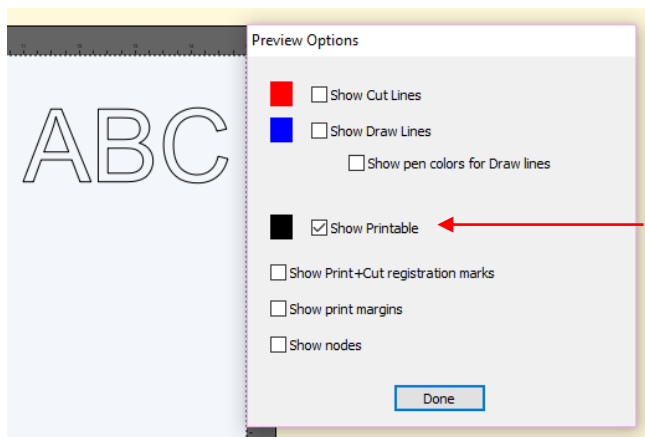 Preview Options
ABC
Show Cut Lines
Show Draw Lines
Show pen colors for Draw lines
Show Printable
Show Print+Cut registration marks
Show print margins
Show nodes
Done